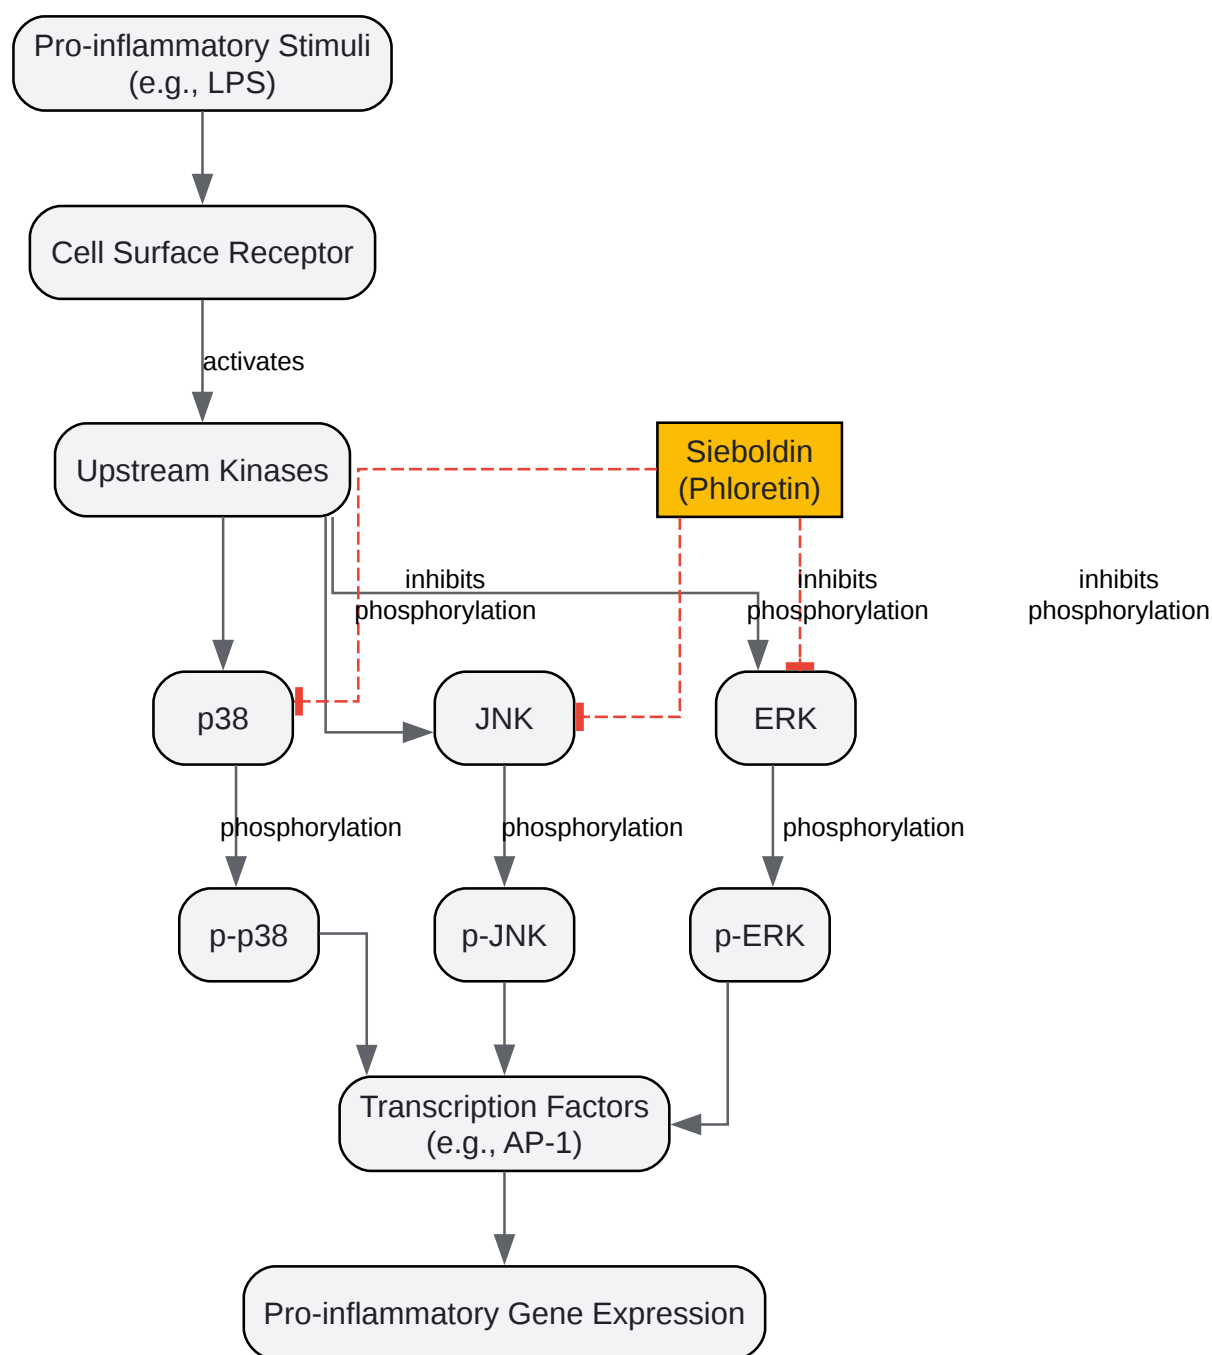 Pro-inflammatory Stimuli
(e.g., LPS)
Cell Surface Receptor
activates
Upstream Kinases
Sieboldin
(Phloretin)
inhibits
phosphorylation
inhibits
phosphorylation
inhibits
phosphorylation
p38
JNK
ERK
phosphorylation
phosphorylation
phosphorylation
p-p38
p-JNK
p-ERK
Transcription Factors
(e.g., AP-1)
Pro-inflammatory Gene Expression